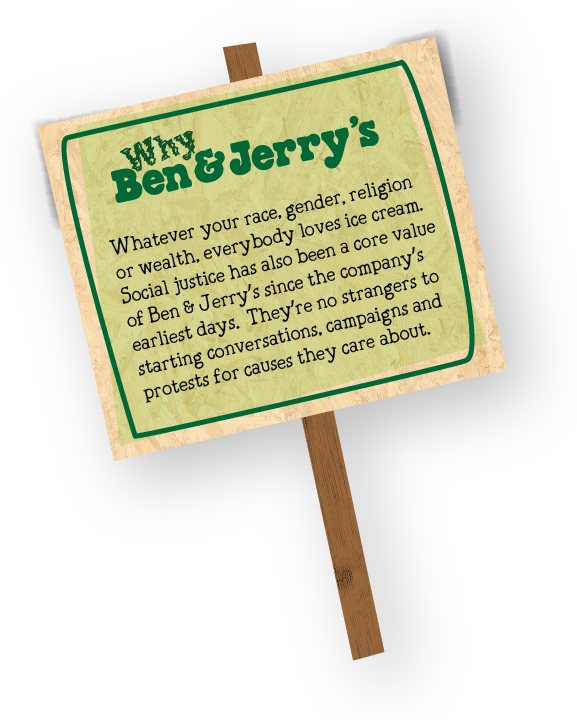 Why
Ben & Jerry's
Whatever your race, gender, religion
or wealth, everybody loves ice cream.
Social justice has also been a core value
of Ben & Jerry's since the company's
earliest days. They're no strangers to
starting conversations, campaigns and
protests for causes they care about.